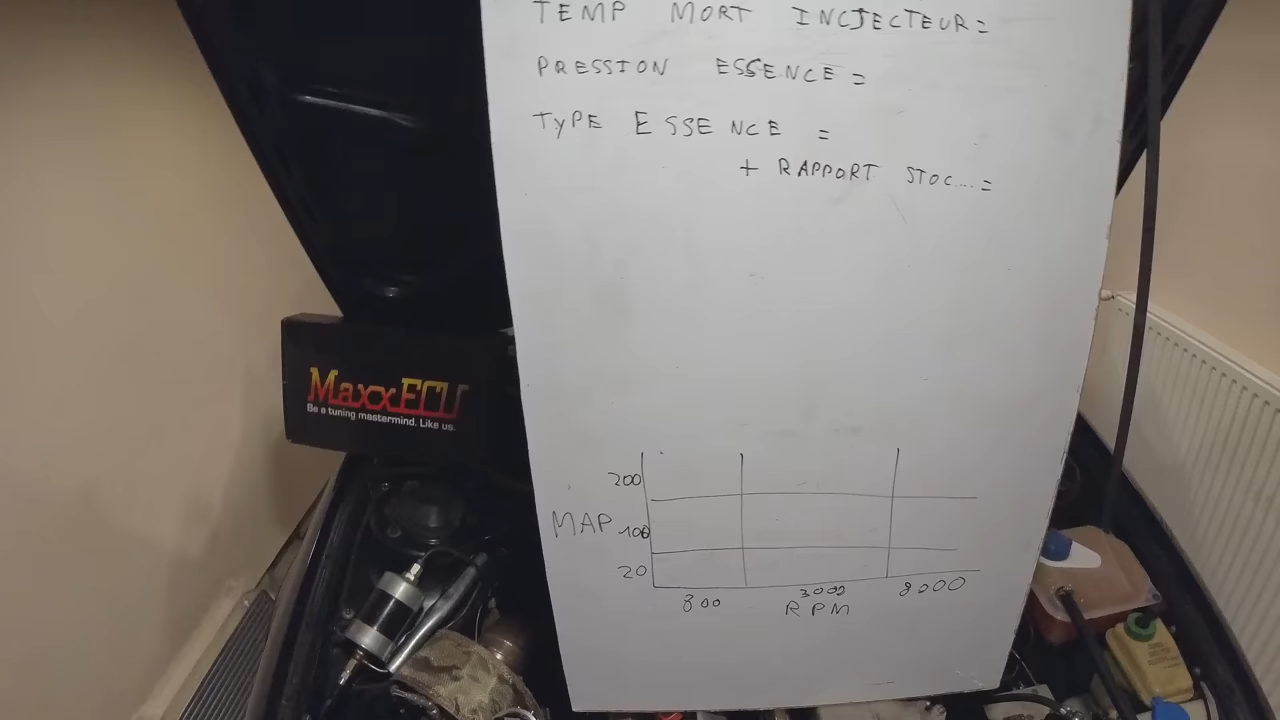 TEMP MORT INCJECTEUR=
PRESSION ESSENCE =
TYPE ESSENCE =
+ RAPPORT STOC....=
MaxxECU
Be a tuning mastermind. Like us.
200
MAP 100
20
800 3000 8000
RPM